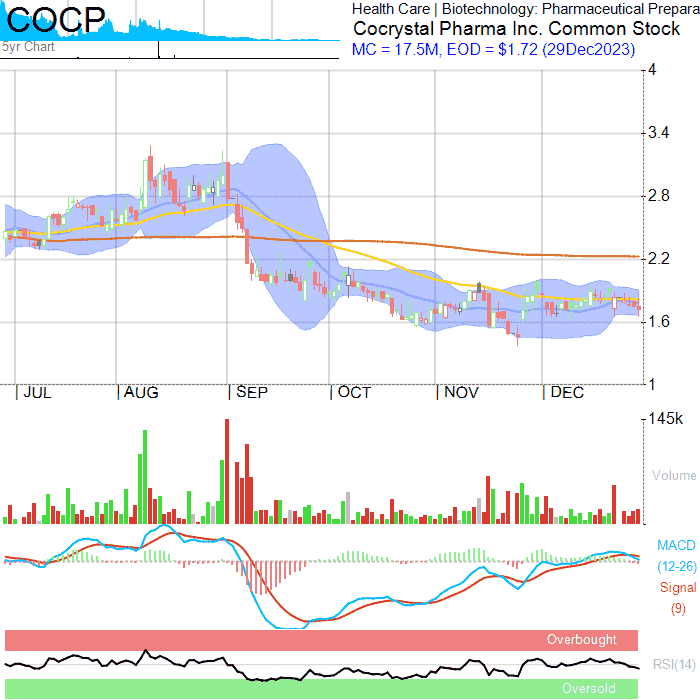 COCP
5yr Chart
Health Care | Biotechnology: Pharmaceutical Prepara
Cocrystal Pharma Inc. Common Stock
MC = 17.5M, EOD = $1.72 (29Dec2023)
4
3.4
2.8
2.2
1.6
1
JUL AUG SEP OCT NOV DEC
145k
Volume
MACD
(12-26)
Signal
(9)
Overbought
RSI(14)
Oversold